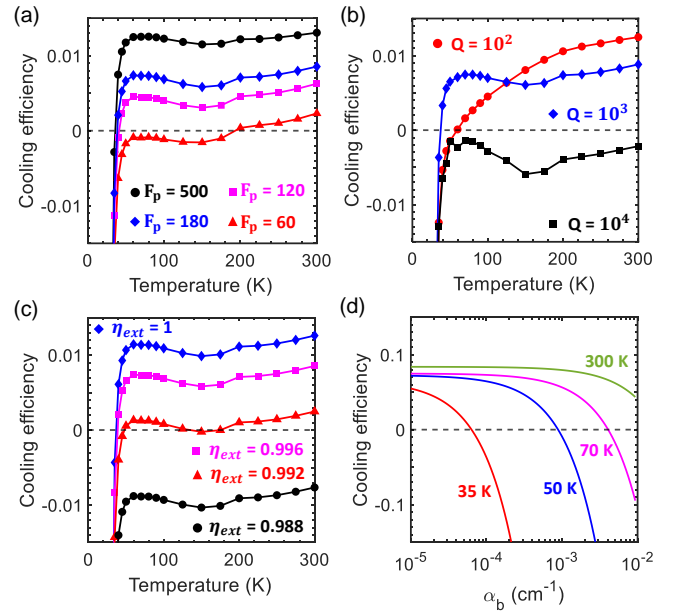 (a)
Cooling efficiency
0.01
0
-0.01
F_p = 500
F_p = 120
F_p = 180
F_p = 60
0 100 200 300
Temperature (K)
(b)
Cooling efficiency
0.01
0
-0.01
Q = 10²
Q = 10³
Q = 10⁴
0 100 200 300
Temperature (K)
(c)
Cooling efficiency
0.01
0
-0.01
η_ext = 1
η_ext = 0.996
η_ext = 0.992
η_ext = 0.988
0 100 200 300
Temperature (K)
(d)
Cooling efficiency
0.1
0
-0.1
300 K
70 K
50 K
35 K
10⁻⁵ 10⁻⁴ 10⁻³ 10⁻²
α_b (cm⁻¹)